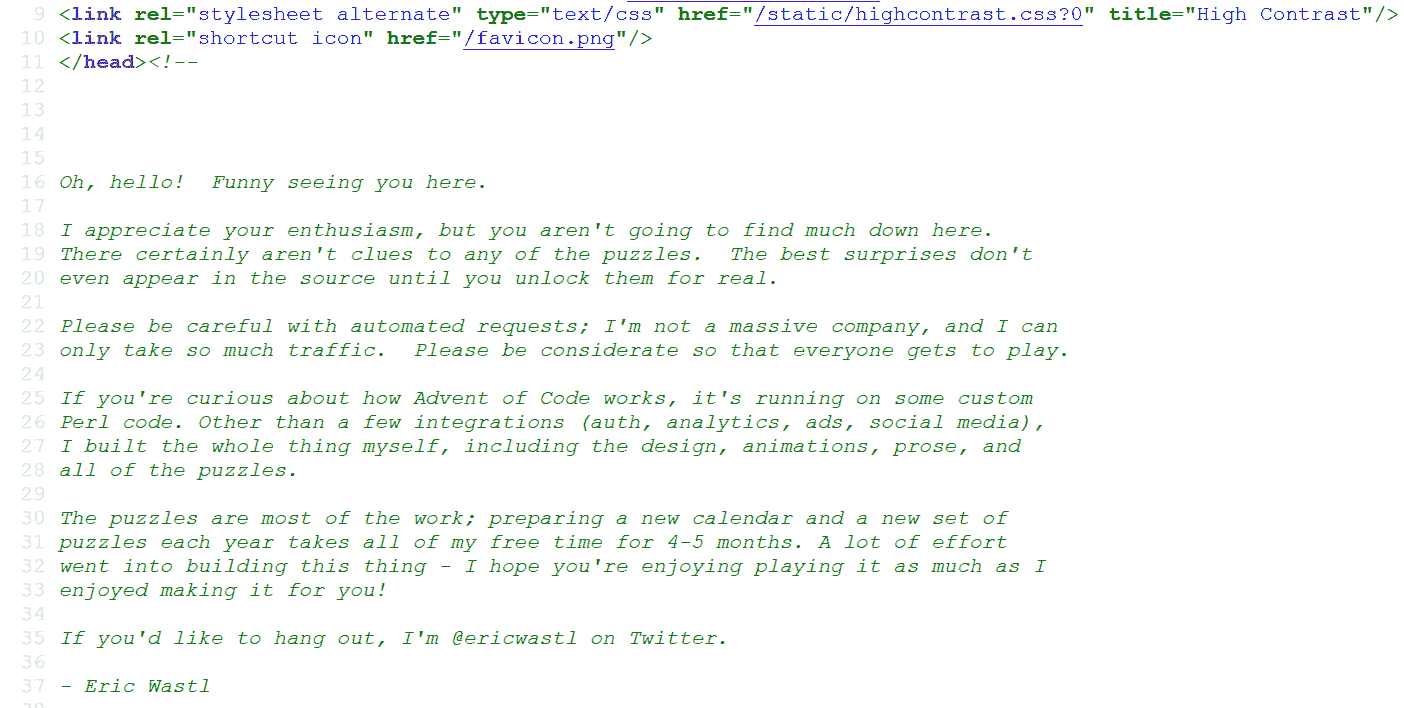 9 <link rel="stylesheet alternate" type="text/css" href="/static/highcontrast.css?0" title="High Contrast"/>
10 <link rel="shortcut icon" href="/favicon.png"/>
11 </head><!--
12
13
14
15
16 Oh, hello!  Funny seeing you here.
17
18 I appreciate your enthusiasm, but you aren't going to find much down here.
19 There certainly aren't clues to any of the puzzles.  The best surprises don't
20 even appear in the source until you unlock them for real.
21
22 Please be careful with automated requests; I'm not a massive company, and I can
23 only take so much traffic.  Please be considerate so that everyone gets to play.
24
25 If you're curious about how Advent of Code works, it's running on some custom
26 Perl code. Other than a few integrations (auth, analytics, ads, social media),
27 I built the whole thing myself, including the design, animations, prose, and
28 all of the puzzles.
29
30 The puzzles are most of the work; preparing a new calendar and a new set of
31 puzzles each year takes all of my free time for 4-5 months. A lot of effort
32 went into building this thing - I hope you're enjoying playing it as much as I
33 enjoyed making it for you!
34
35 If you'd like to hang out, I'm @ericwastl on Twitter.
36
37 - Eric Wastl